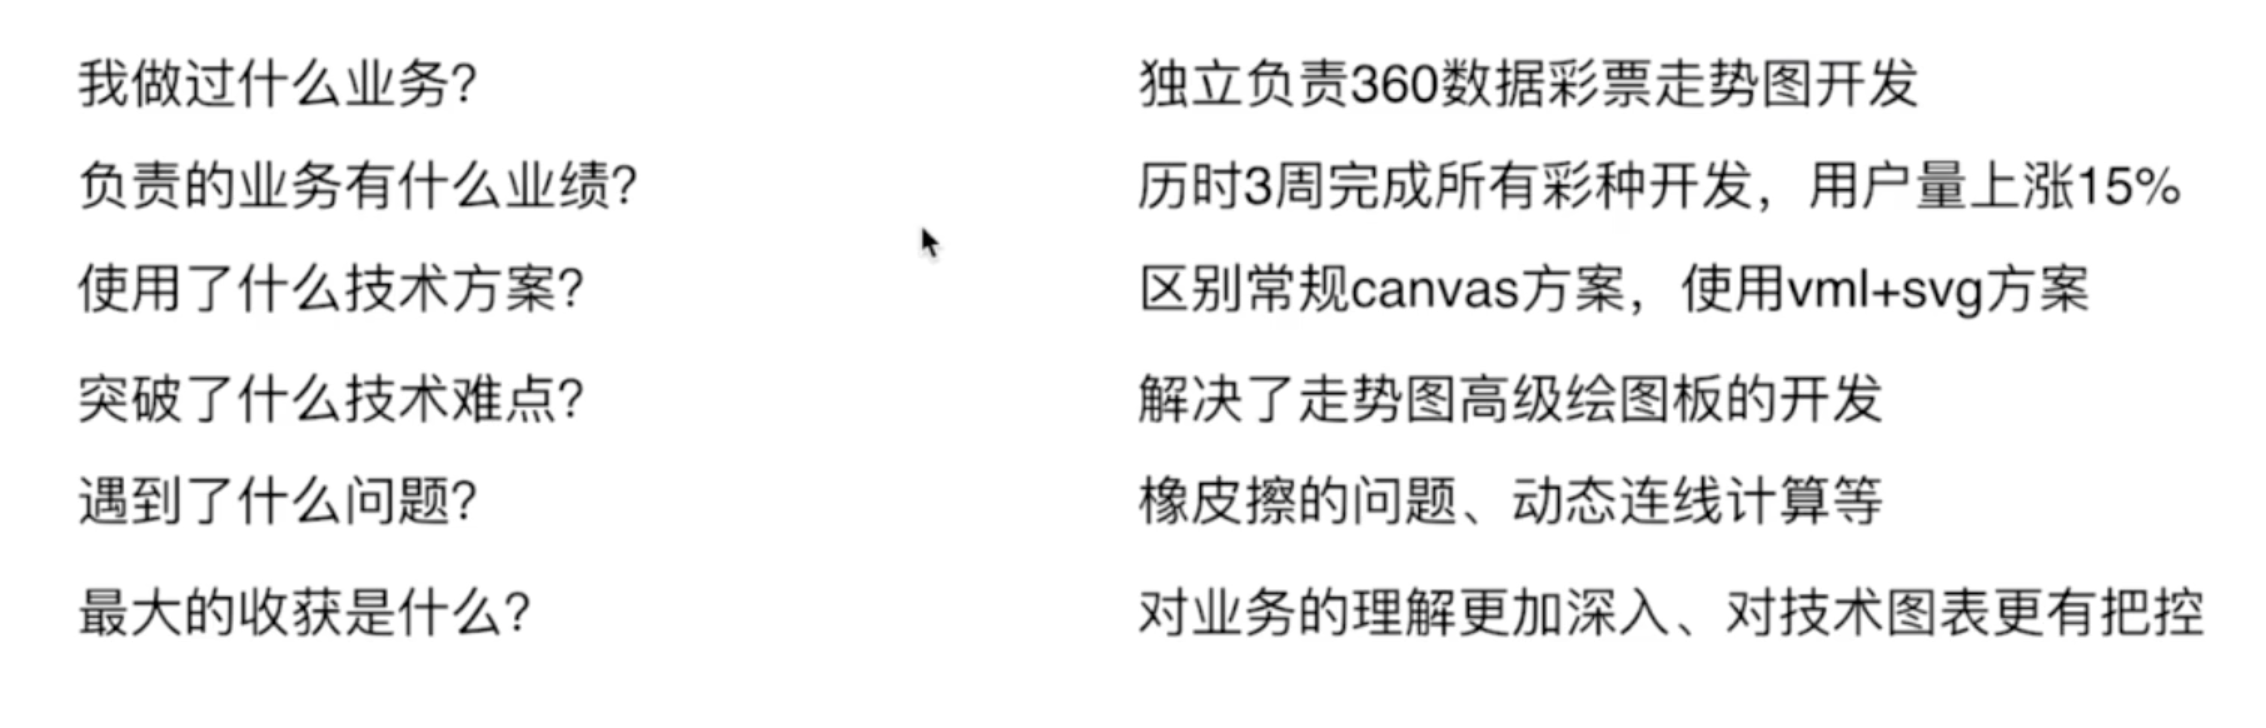 我做过什么业务?
独立负责360数据彩票走势图开发
负责的业务有什么业绩?
历时3周完成所有彩种开发，用户量上涨15%
使用了什么技术方案?
区别常规canvas方案，使用vml+svg方案
突破了什么技术难点?
解决了走势图高级绘图板的开发
遇到了什么问题?
橡皮擦的问题、动态连线计算等
最大的收获是什么?
对业务的理解更加深入、对技术图表更有把控